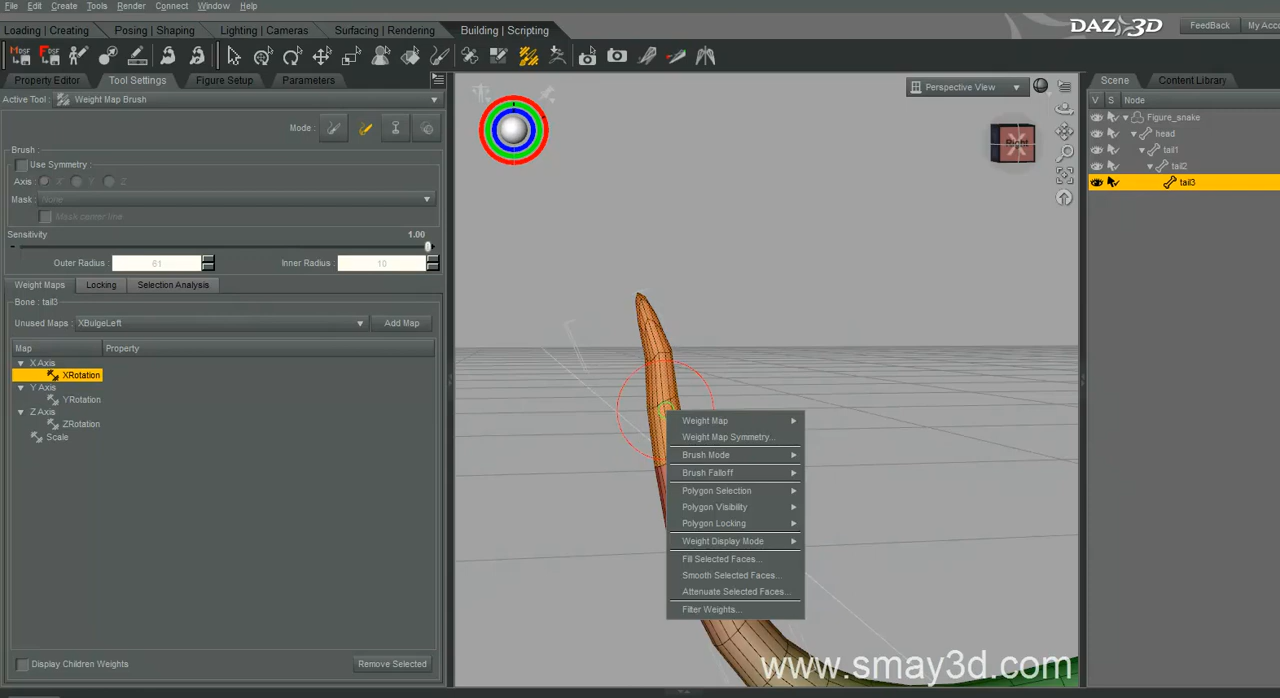 File Edit Create Tools Render Connect Window Help
Loading | Creating Posing | Shaping Lighting | Cameras Surfacing | Rendering Building | Scripting
DAZ 3D FeedBack My Acco
Property Editor Tool Settings Figure Setup Parameters
Active Tool : Weight Map Brush
Mode :
Brush :
Use Symmetry :
Axis : X Y Z
Mask : None
Mask center line
Sensitivity 1.00
Outer Radius : 61 Inner Radius : 10
Weight Maps Locking Selection Analysis
Bone : tail3
Unused Maps : XBulgeLeft Add Map
Map Property
X Axis
XRotation
Y Axis
YRotation
Z Axis
ZRotation
Scale
Display Children Weights Remove Selected
Perspective View
Right
Weight Map
Weight Map Symmetry...
Brush Mode
Brush Falloff
Polygon Selection
Polygon Visibility
Polygon Locking
Weight Display Mode
Fill Selected Faces...
Smooth Selected Faces...
Attenuate Selected Faces...
Filter Weights...
www.smay3d.com
Scene Content Library
V S Node
Figure_snake
head
tail1
tail2
tail3